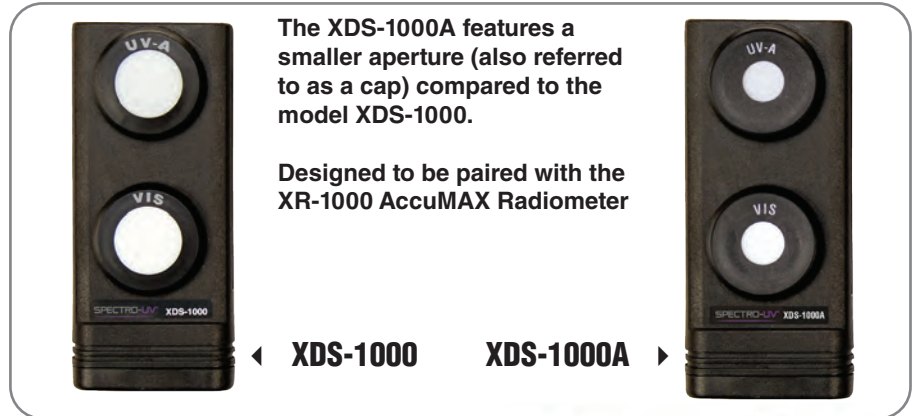 The XDS-1000A features a
smaller aperture (also referred
to as a cap) compared to the
model XDS-1000.
Designed to be paired with the
XR-1000 AccuMAX Radiometer
UV-A
VIS
SPECTRO-UV XDS-1000
UV-A
VIS
SPECTRO-UV XDS-1000A
XDS-1000 XDS-1000A